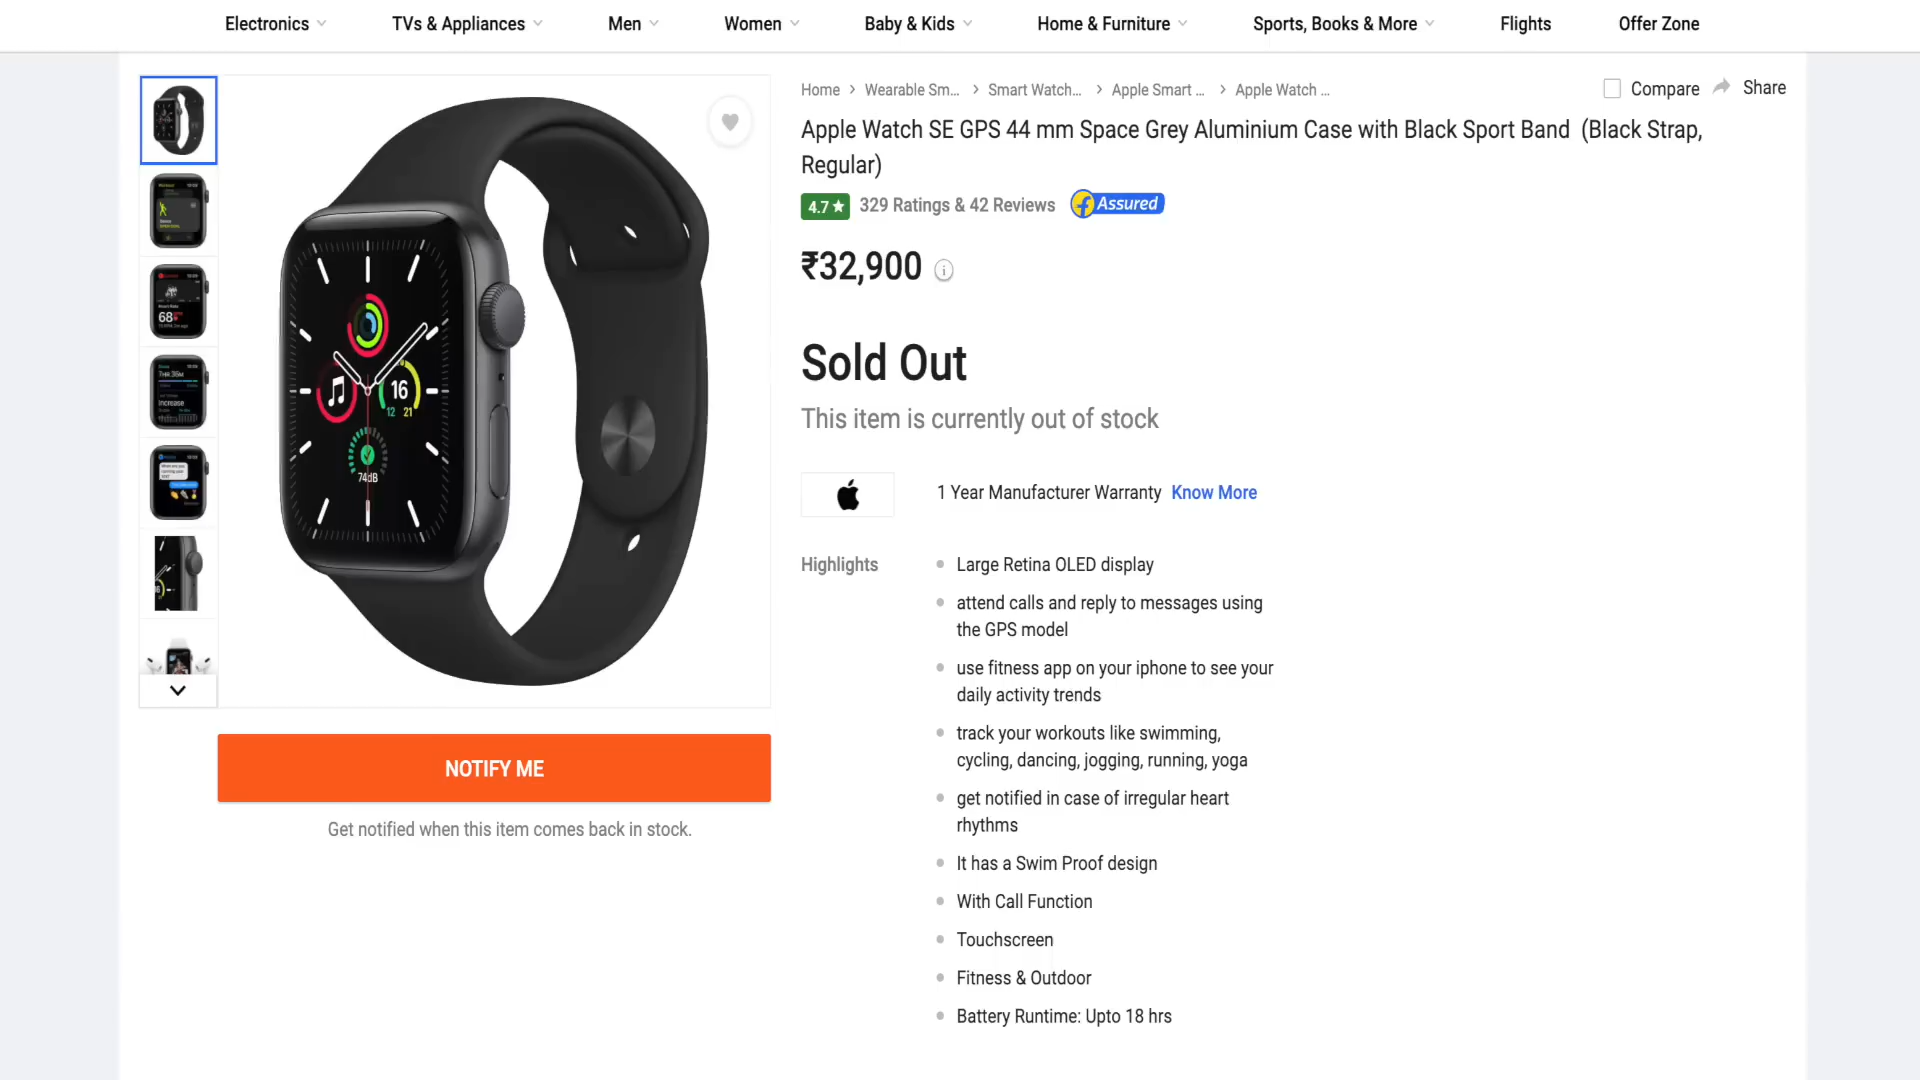 Electronics
TVs & Appliances
Men
Women
Baby & Kids
Home & Furniture
Sports, Books & More
Flights
Offer Zone
Home
Wearable Sm...
Smart Watch...
Apple Smart ...
Apple Watch ...
Compare
Share
Apple Watch SE GPS 44 mm Space Grey Aluminium Case with Black Sport Band (Black Strap,
Regular)
4.7★
329 Ratings & 42 Reviews
Assured
₹32,900
Sold Out
This item is currently out of stock
1 Year Manufacturer Warranty Know More
Highlights
Large Retina OLED display
attend calls and reply to messages using
the GPS model
use fitness app on your iphone to see your
daily activity trends
track your workouts like swimming,
cycling, dancing, jogging, running, yoga
get notified in case of irregular heart
rhythms
It has a Swim Proof design
With Call Function
Touchscreen
Fitness & Outdoor
Battery Runtime: Upto 18 hrs
16
12 21
74dB
68
Increase
NOTIFY ME
Get notified when this item comes back in stock.